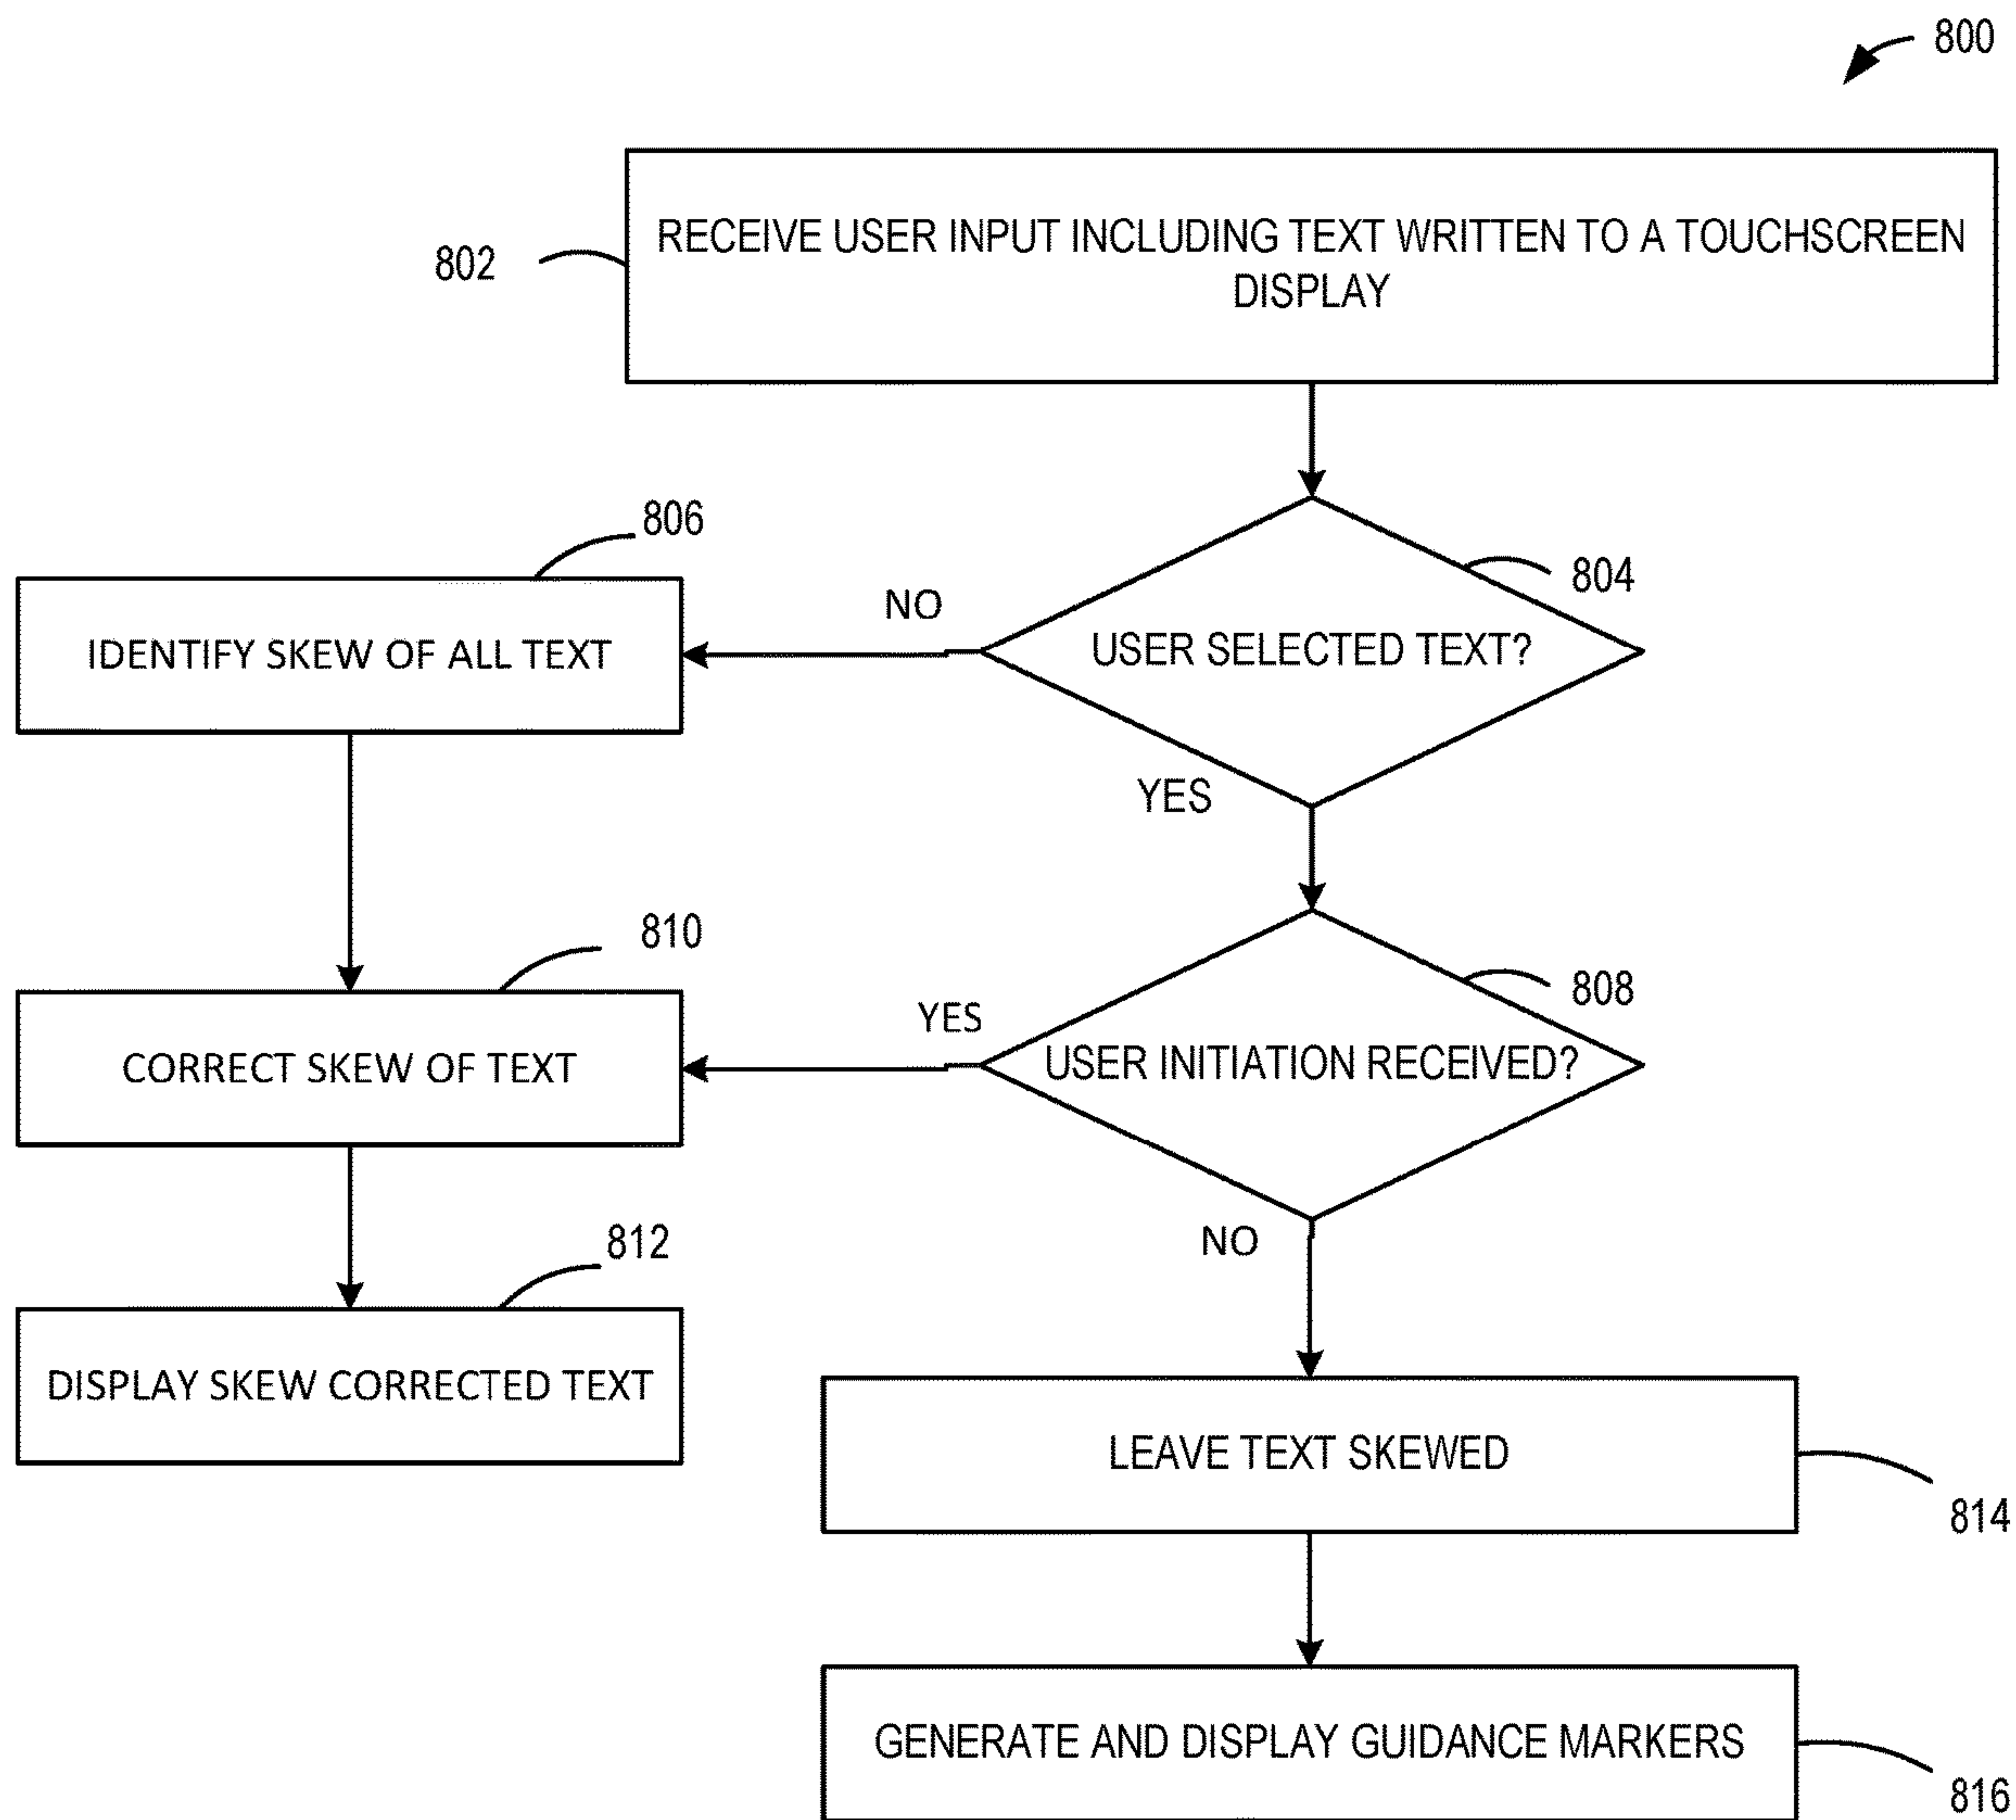 800
RECEIVE USER INPUT INCLUDING TEXT WRITTEN TO A TOUCHSCREEN
DISPLAY
802
804
USER SELECTED TEXT?
NO
806
IDENTIFY SKEW OF ALL TEXT
YES
808
USER INITIATION RECEIVED?
YES
810
CORRECT SKEW OF TEXT
812
DISPLAY SKEW CORRECTED TEXT
NO
LEAVE TEXT SKEWED
814
GENERATE AND DISPLAY GUIDANCE MARKERS
816